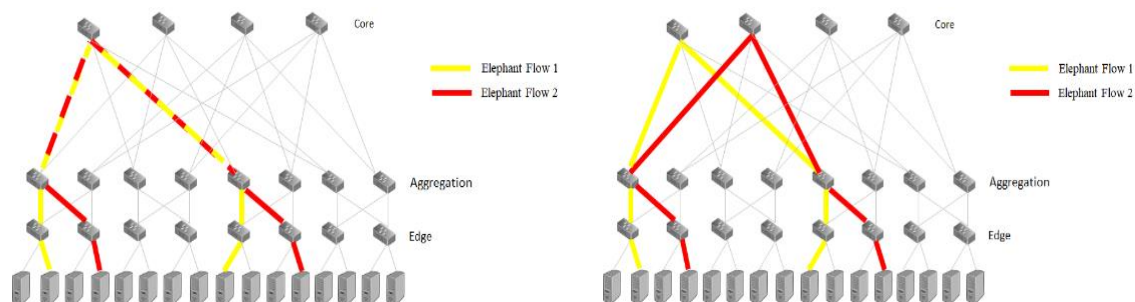 Core
Elephant Flow 1
Elephant Flow 2
Aggregation
Edge
Core
Elephant Flow 1
Elephant Flow 2
Aggregation
Edge